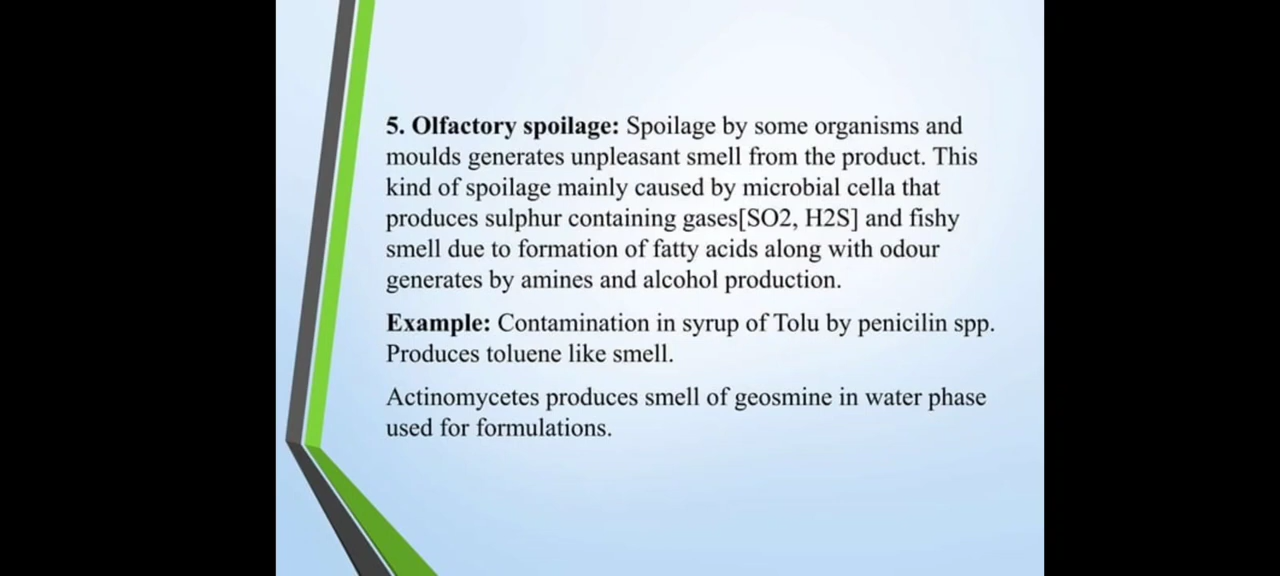 5. Olfactory spoilage: Spoilage by some organisms and
moulds generates unpleasant smell from the product. This
kind of spoilage mainly caused by microbial cella that
produces sulphur containing gases[SO2, H2S] and fishy
smell due to formation of fatty acids along with odour
generates by amines and alcohol production.
Example: Contamination in syrup of Tolu by penicilin spp.
Produces toluene like smell.
Actinomycetes produces smell of geosmine in water phase
used for formulations.